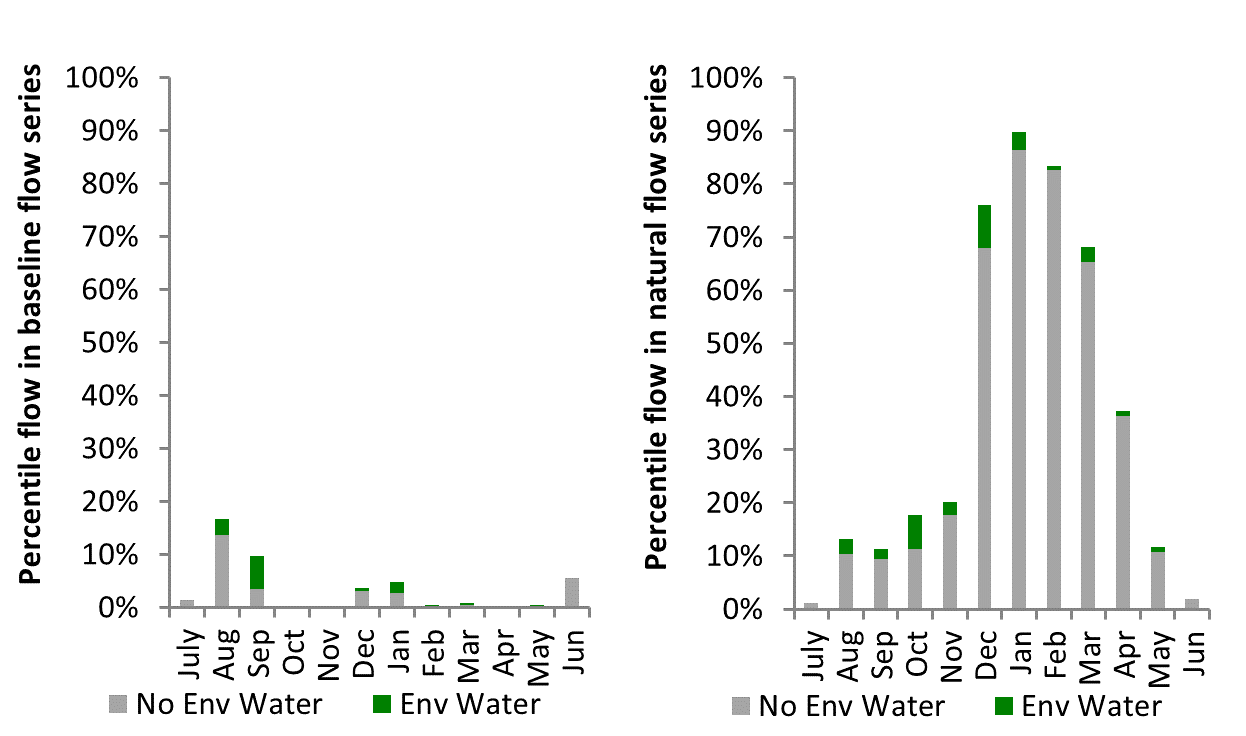 Percentile flow in baseline flow series
100%
90%
80%
70%
60%
50%
40%
30%
20%
10%
0%
July
Aug
Sep
Oct
Nov
Dec
Jan
Feb
Mar
Apr
May
Jun
No Env Water
Env Water
Percentile flow in natural flow series
100%
90%
80%
70%
60%
50%
40%
30%
20%
10%
0%
July
Aug
Sep
Oct
Nov
Dec
Jan
Feb
Mar
Apr
May
Jun
No Env Water
Env Water